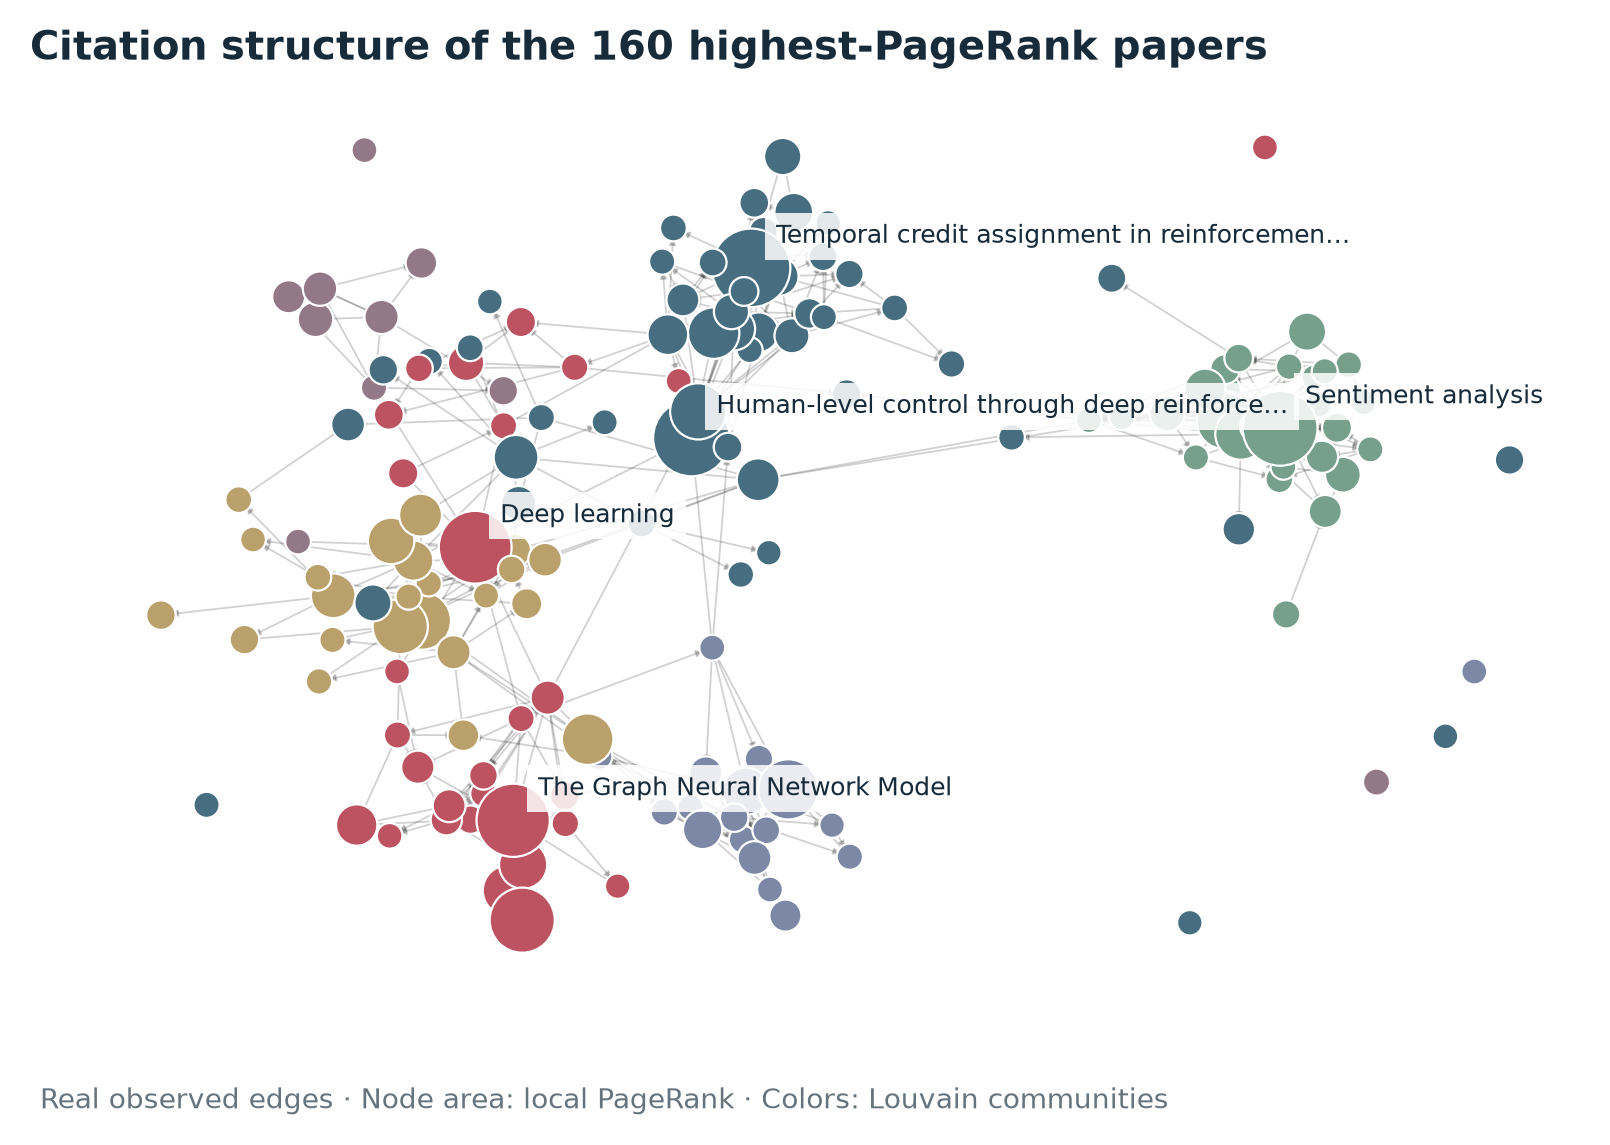 Citation structure of the 160 highest-PageRank papers
Temporal credit assignment in reinforcemen…
Sentiment analysis
Human-level control through deep reinforce…
Deep learning
The Graph Neural Network Model
Real observed edges · Node area: local PageRank · Colors: Louvain communities